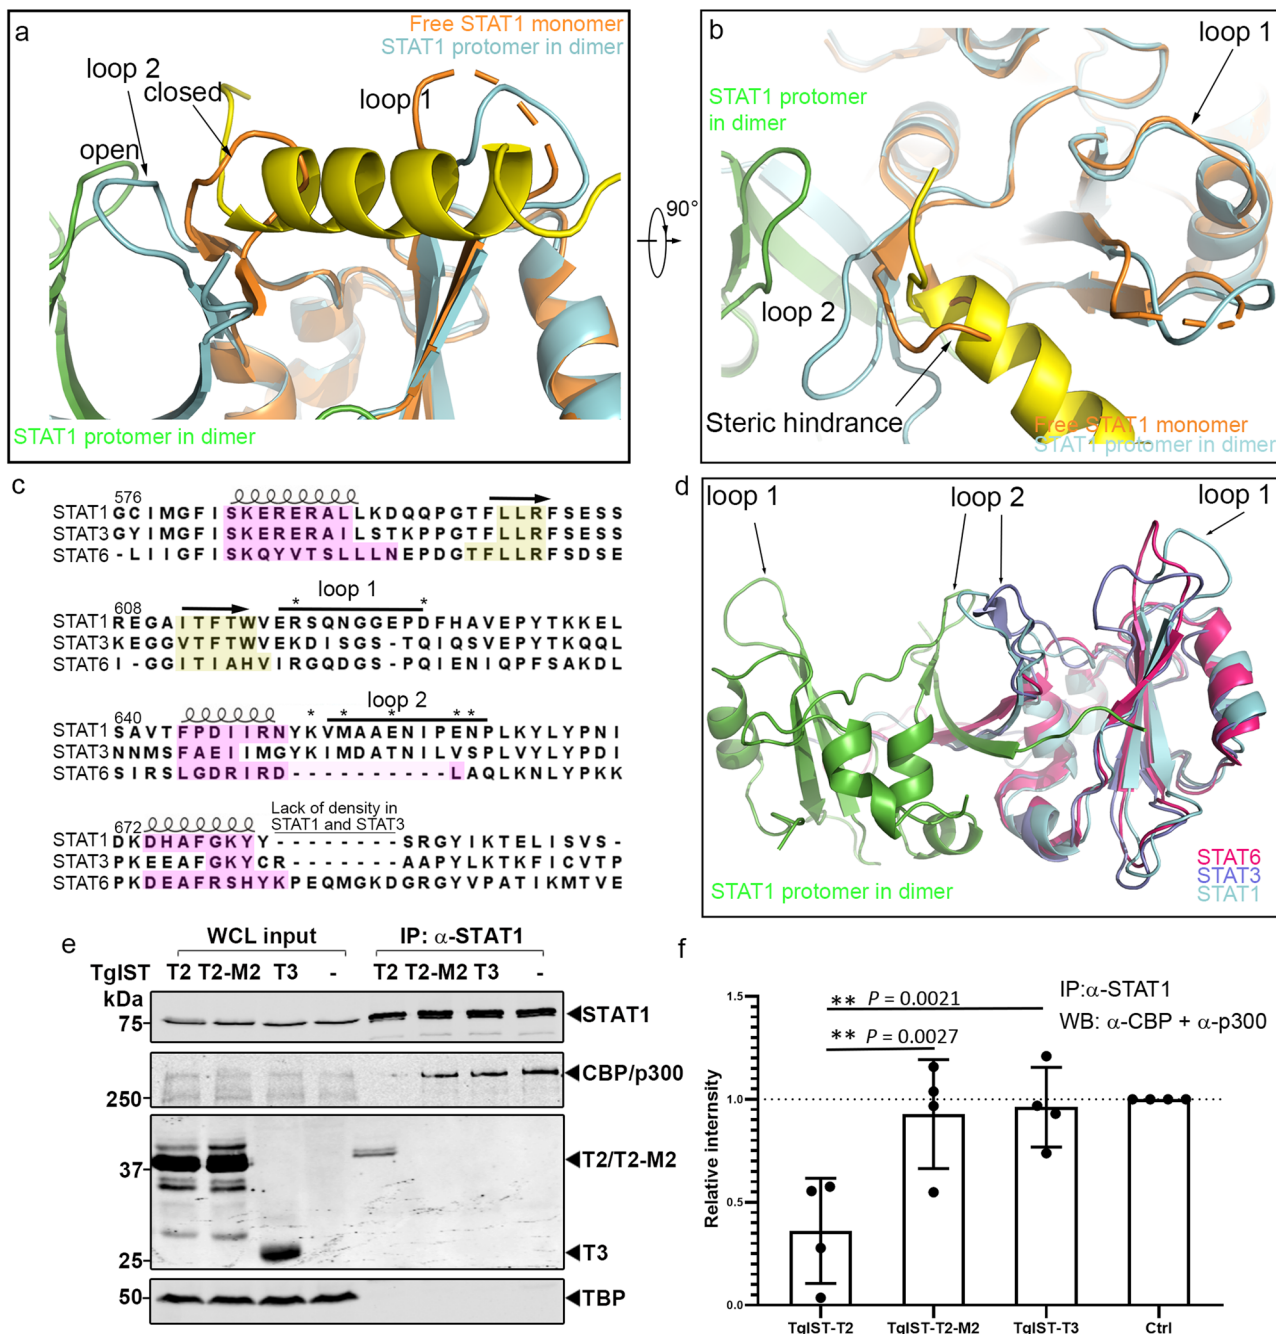 a
Free STAT1 monomer
STAT1 protomer in dimer
loop 2
closed
loop 1
open
STAT1 protomer in dimer
90°
b
loop 1
STAT1 protomer
in dimer
loop 2
Steric hindrance
Free STAT1 monomer
STAT1 protomer in dimer
c
576
STAT1 GCIMGFISKERERALLKDQQPGTFLLRFSESS
STAT3 GYIMGFISKERERAILSTKPPGTFLLRFSESS
STAT6 -LIIGFISKQYVTSLLLNEPDGTFLLRFSDSE
loop 1
608 * *
STAT1 REGAITFTWVERSQNGGEPDFHAVEPYTKKEL
STAT3 KEGGVTFTWVEKDISGS-TQIQSVEPYTKQQL
STAT6 I-GGITIAHVIRGQDGS-PQIENIQPFSAKDL
loop 2
640 * * * * *
STAT1 SAVTFPDIIRNYKVMAAENIPENPLKYLYPNI
STAT3 NNMSFAEIIMGYKIMDATNILVSPLVYLYPDI
STAT6 SIRSLGDRIRD----------LAQLKNLYPKK
Lack of density in
STAT1 and STAT3
672
STAT1 DKDHAFGKYY--------SRGYIKTELISVS-
STAT3 PKEEAFGKYCR-------AAPYLKTKFICVTP
STAT6 PKDEAFRSHYKPEQMGKDGRGYVPATIKMTVE
d
loop 1
loop 2
loop 1
STAT6
STAT3
STAT1
STAT1 protomer in dimer
e
WCL input
IP: α-STAT1
TgIST T2 T2-M2 T3 - T2 T2-M2 T3 -
kDa
75
STAT1
250
CBP/p300
37
T2/T2-M2
25
T3
50
TBP
f
IP:α-STAT1
WB: α-CBP + α-p300
** P = 0.0021
** P = 0.0027
Relative internsity
1.5
1.0
0.5
0.0
TgIST-T2
TgIST-T2-M2
TgIST-T3
Ctrl